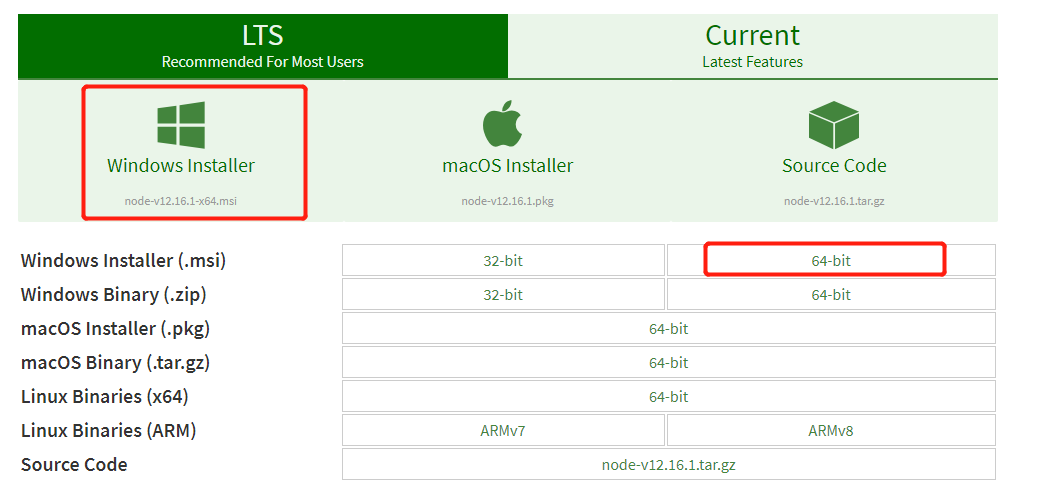 LTS
Recommended For Most Users
Current
Latest Features
Windows Installer
node-v12.16.1-x64.msi
macOS Installer
node-v12.16.1.pkg
Source Code
node-v12.16.1.tar.gz
Windows Installer (.msi) 32-bit 64-bit
Windows Binary (.zip) 32-bit 64-bit
macOS Installer (.pkg) 64-bit
macOS Binary (.tar.gz) 64-bit
Linux Binaries (x64) 64-bit
Linux Binaries (ARM) ARMv7 ARMv8
Source Code node-v12.16.1.tar.gz